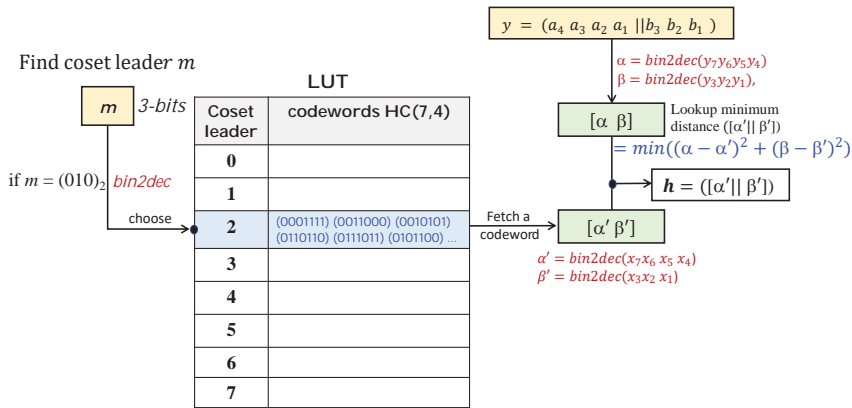 Find coset leader m
m
3-bits
if m = (010)₂
bin2dec
choose
LUT
Coset leader
codewords HC(7,4)
0
1
2
(0001111) (0011000) (0010101)
(0110110) (0111011) (0101100) ...
3
4
5
6
7
Fetch a
codeword
y = (a₄ a₃ a₂ a₁ ||b₃ b₂ b₁ )
α = bin2dec(y₇y₆y₅y₄)
β = bin2dec(y₃y₂y₁),
[α β]
Lookup minimum
distance ([α′|| β′])
= min((α − α′)² + (β − β′)²)
h = ([α′|| β′])
[α′ β′]
α′ = bin2dec(x₇x₆ x₅ x₄)
β′ = bin2dec(x₃x₂ x₁)